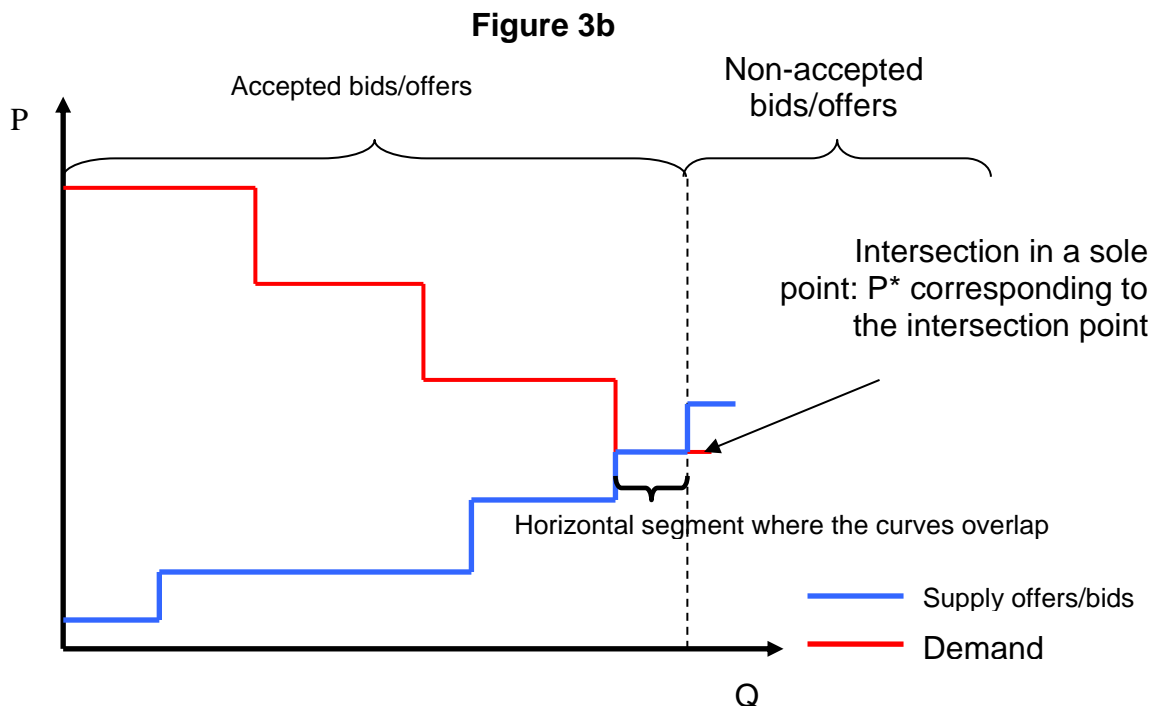 Figure 3b
Accepted bids/offers
Non-accepted
bids/offers
P
Intersection in a sole
point: P* corresponding to
the intersection point
Horizontal segment where the curves overlap
Supply offers/bids
Demand
Q